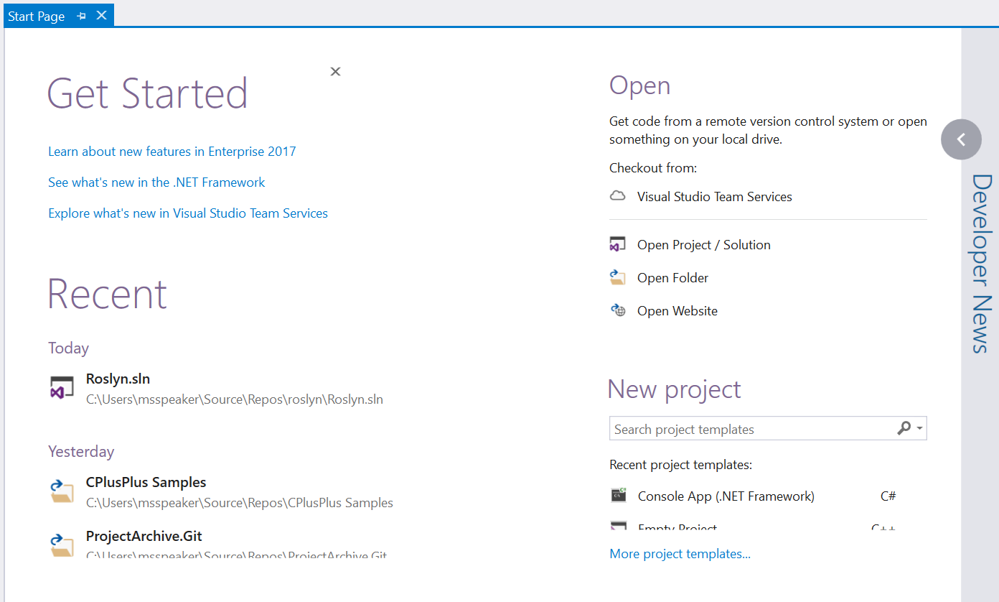 Start Page
Get Started
Learn about new features in Enterprise 2017
See what's new in the .NET Framework
Explore what's new in Visual Studio Team Services
Recent
Today
Roslyn.sln
C:\Users\msspeaker\Source\Repos\roslyn\Roslyn.sln
Yesterday
CPlusPlus Samples
C:\Users\msspeaker\Source\Repos\CPlusPlus Samples
ProjectArchive.Git
C:\Users\msspeaker\Source\Repos\ProjectArchive.Git
Open
Get code from a remote version control system or open
something on your local drive.
Checkout from:
Visual Studio Team Services
Open Project / Solution
Open Folder
Open Website
New project
Search project templates
Recent project templates:
Console App (.NET Framework) C#
Empty Project C++
More project templates...
Developer News